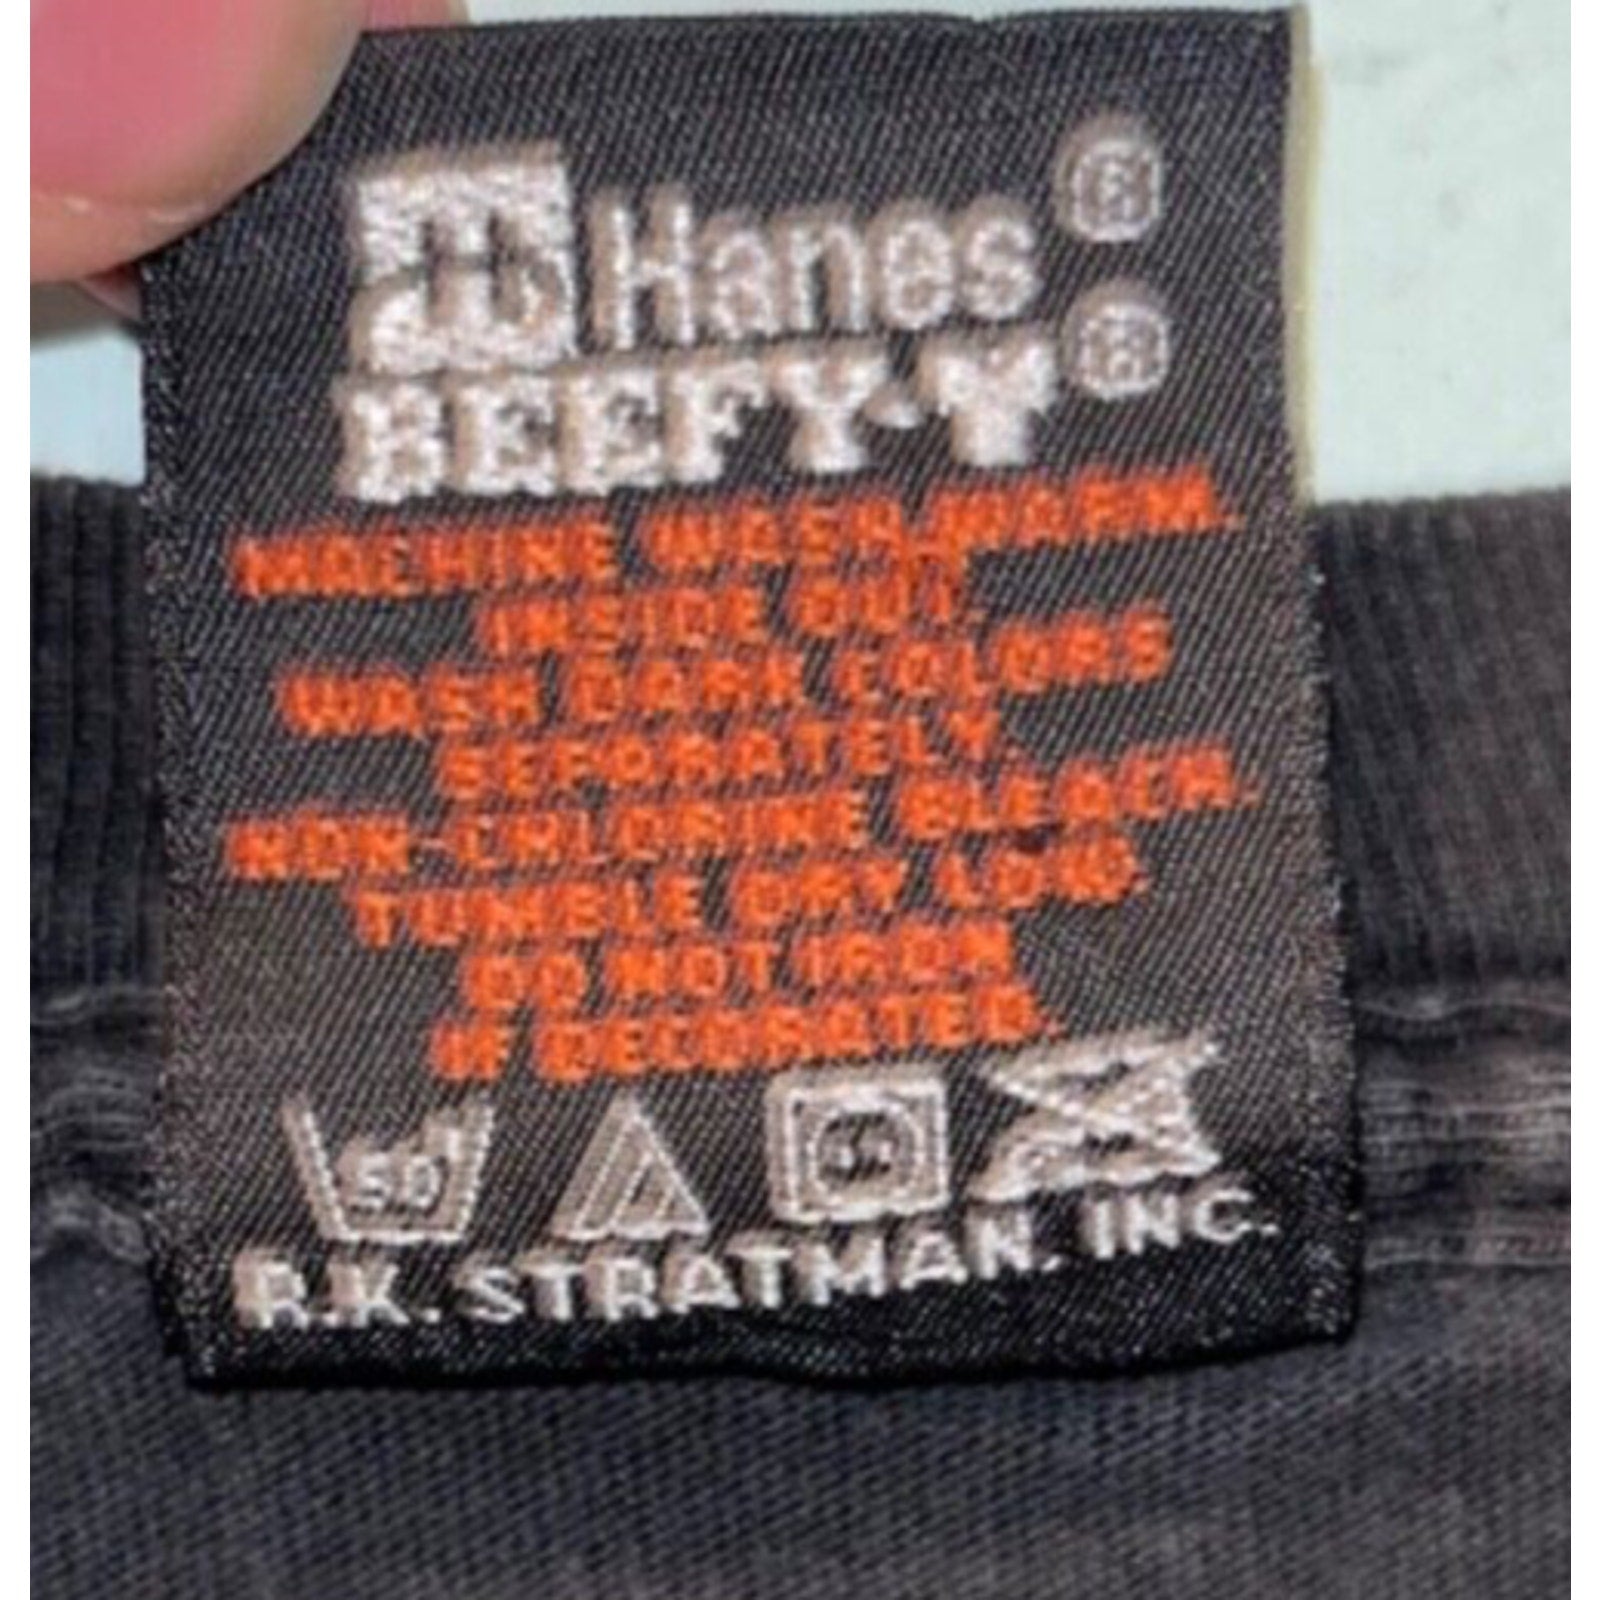 Hanes®
BEEFY-T®
MACHINE WASH WARM.
INSIDE OUT.
WASH DARK COLORS
SEPARATELY.
NON-CHLORINE BLEACH.
TUMBLE DRY LOW.
DO NOT IRON
IF DECORATED.
50
R.K. STRATMAN, INC.